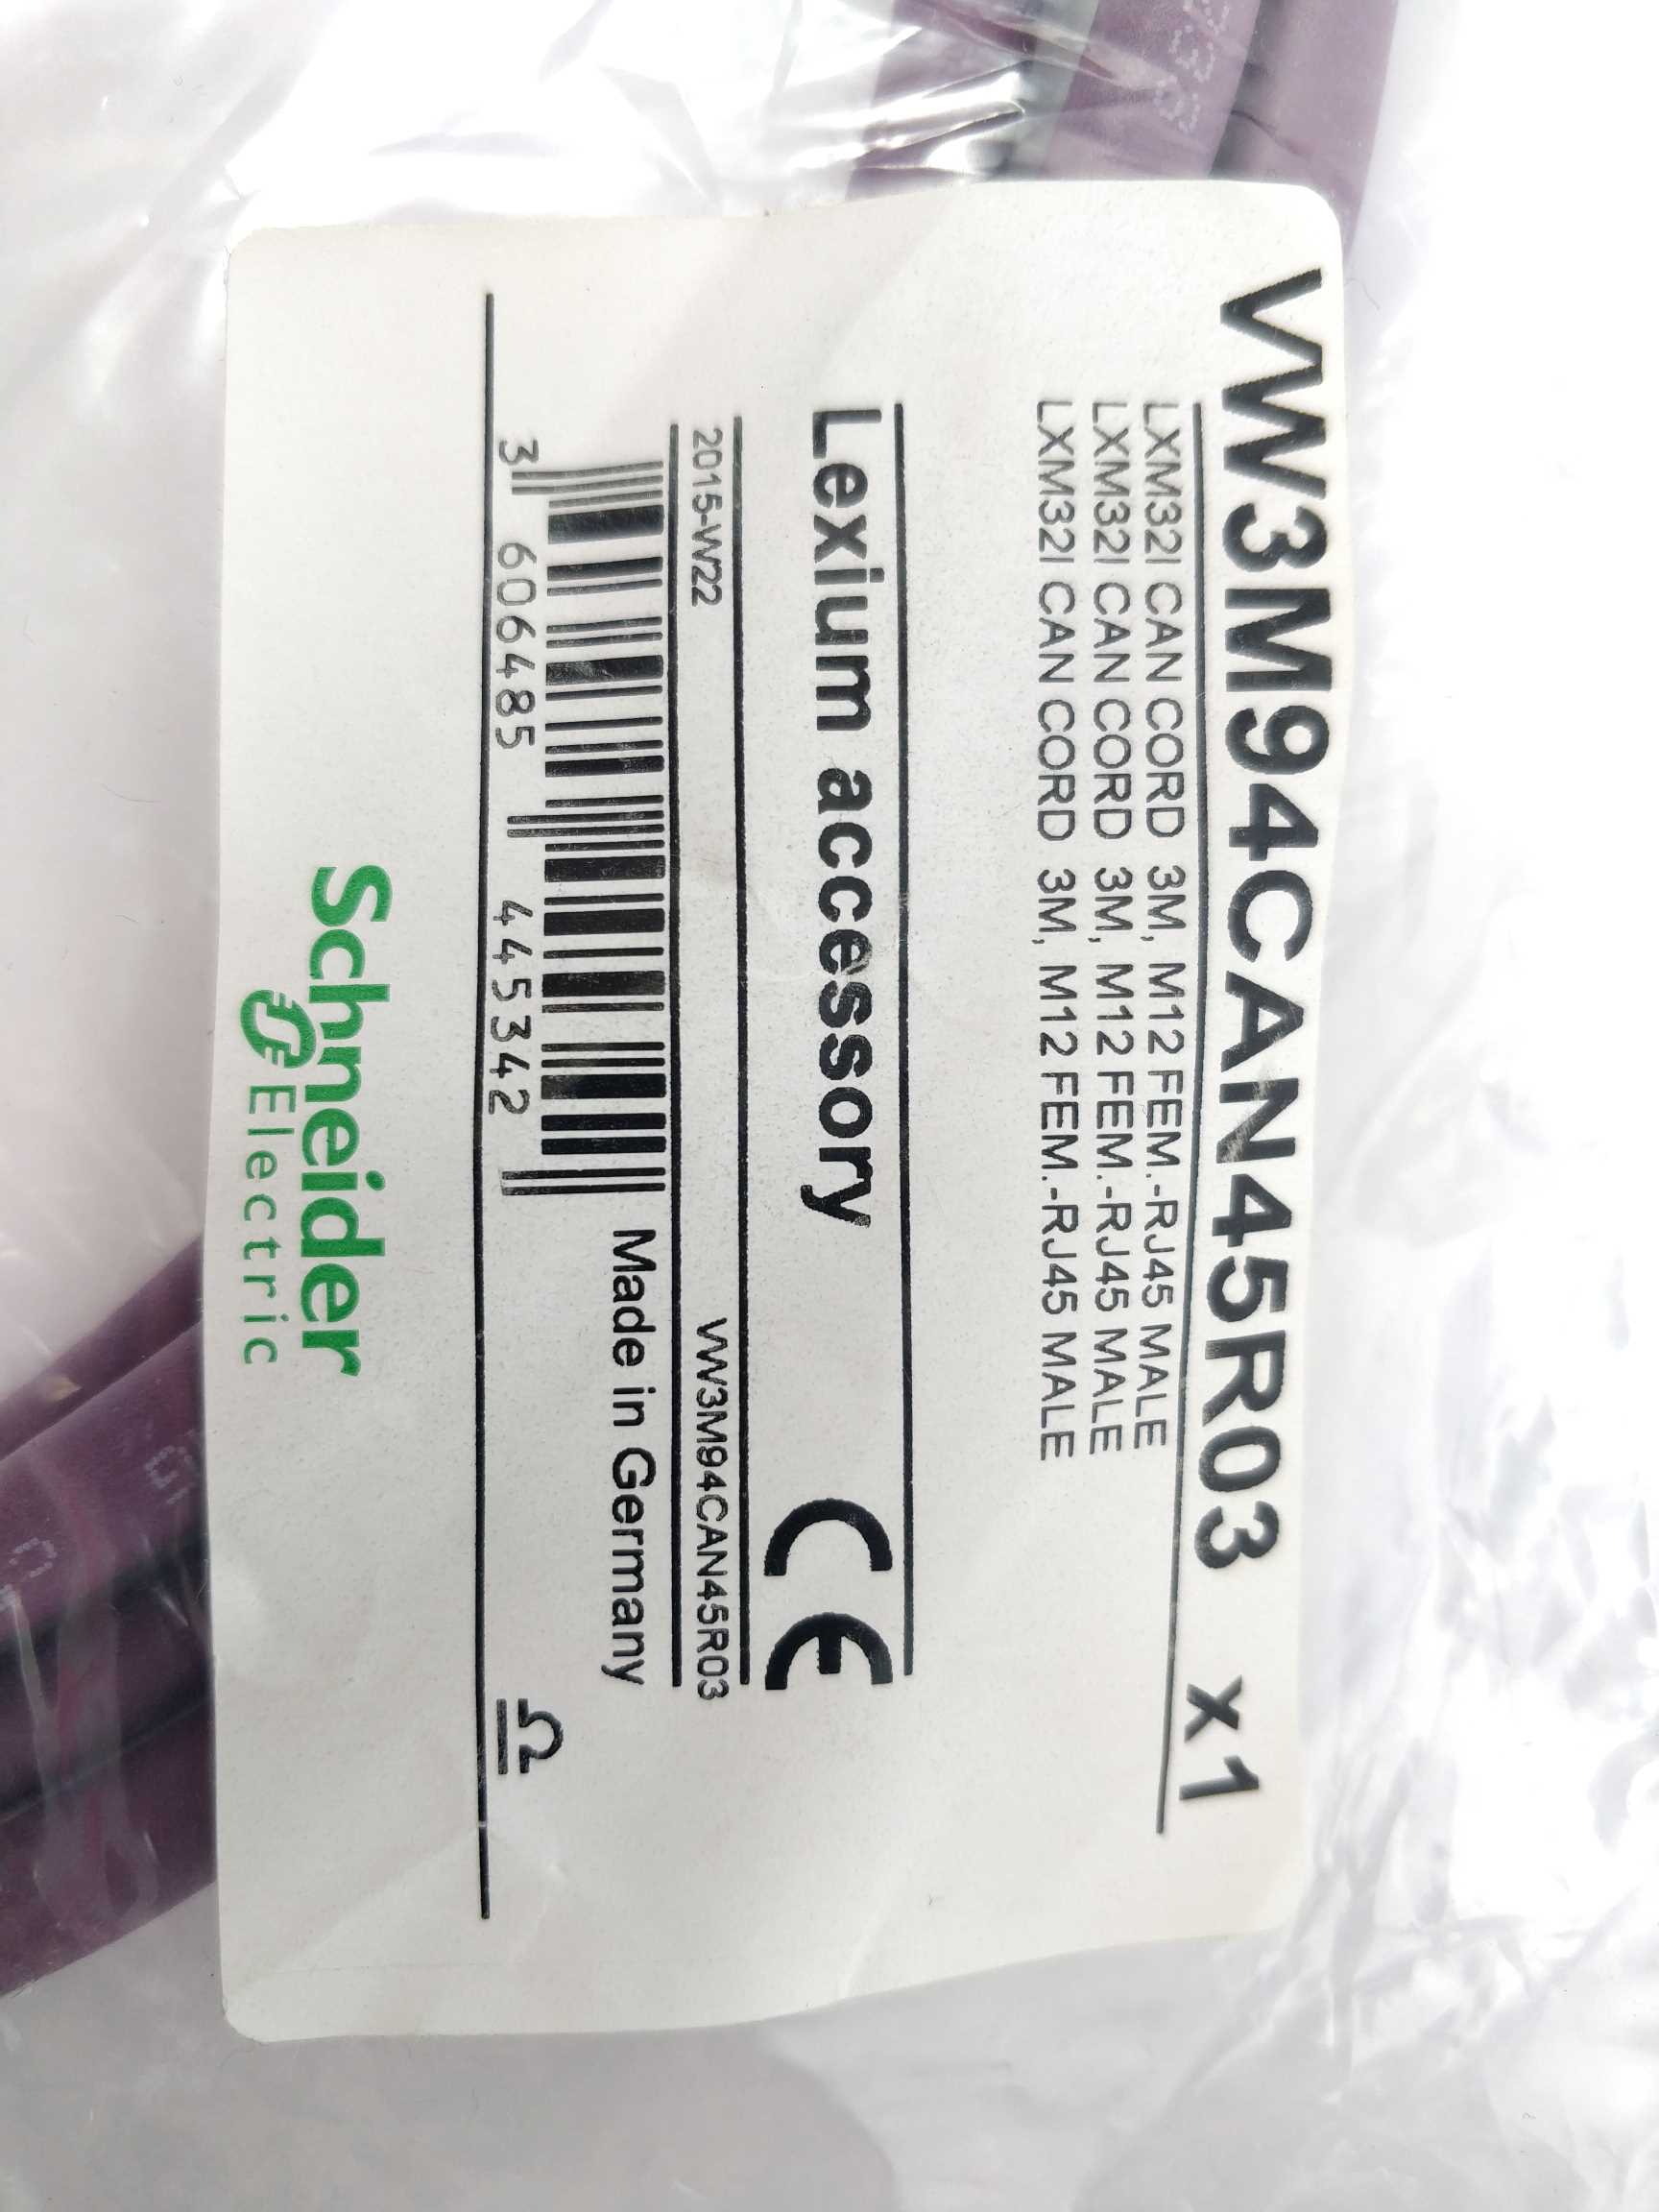 VW3M94CAN45R03 x1
LXM32I CAN CORD 3M, M12 FEM.-RJ45 MALE
LXM32I CAN CORD 3M, M12 FEM.-RJ45 MALE
LXM32I CAN CORD 3M, M12 FEM.-RJ45 MALE
Lexium accessory CE
2015-W22 VW3M94CAN45R03
Made in Germany
3 606485 445342
Schneider
Electric